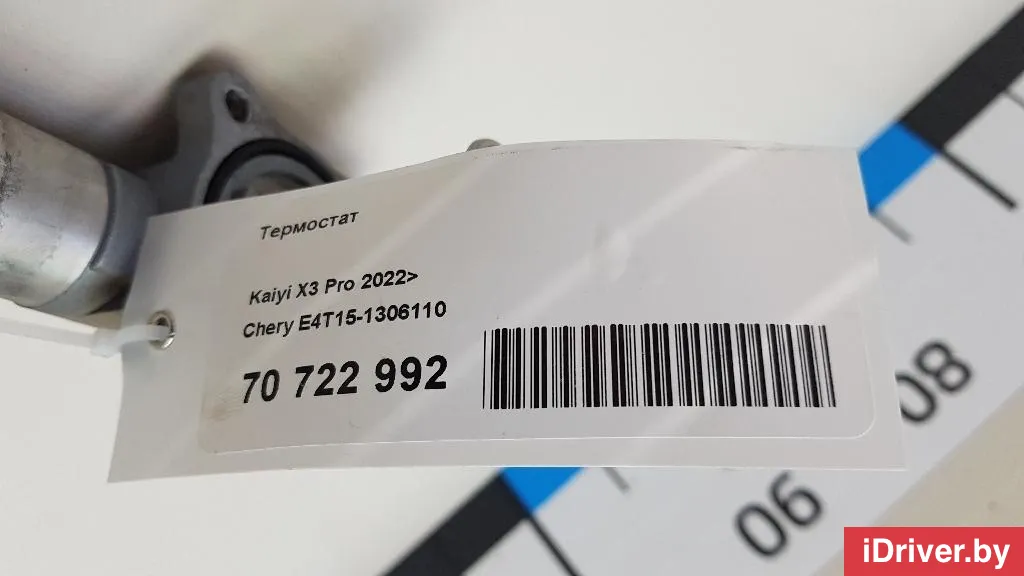 Термостат
Kaiyi X3 Pro 2022>
Chery E4T15-1306110
70 722 992
08
06
iDriver.by